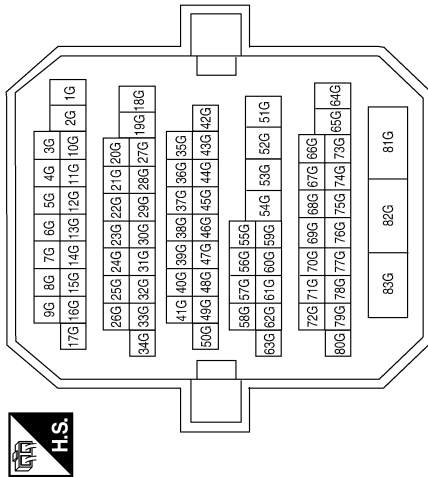 H.S.
9G 8G 7G 6G 5G 4G 3G
17G 16G 15G 14G 13G 12G 11G 10G 2G 1G
26G 25G 24G 23G 22G 21G 20G
34G 33G 32G 31G 30G 29G 28G 27G 19G 18G
41G 40G 39G 38G 37G 36G 35G
50G 49G 48G 47G 46G 45G 44G 43G 42G
58G 57G 56G 55G
63G 62G 61G 60G 59G 54G 53G 52G 51G
72G 71G 70G 69G 68G 67G 66G
80G 79G 78G 77G 76G 75G 74G 73G 65G 64G
83G 82G 81G